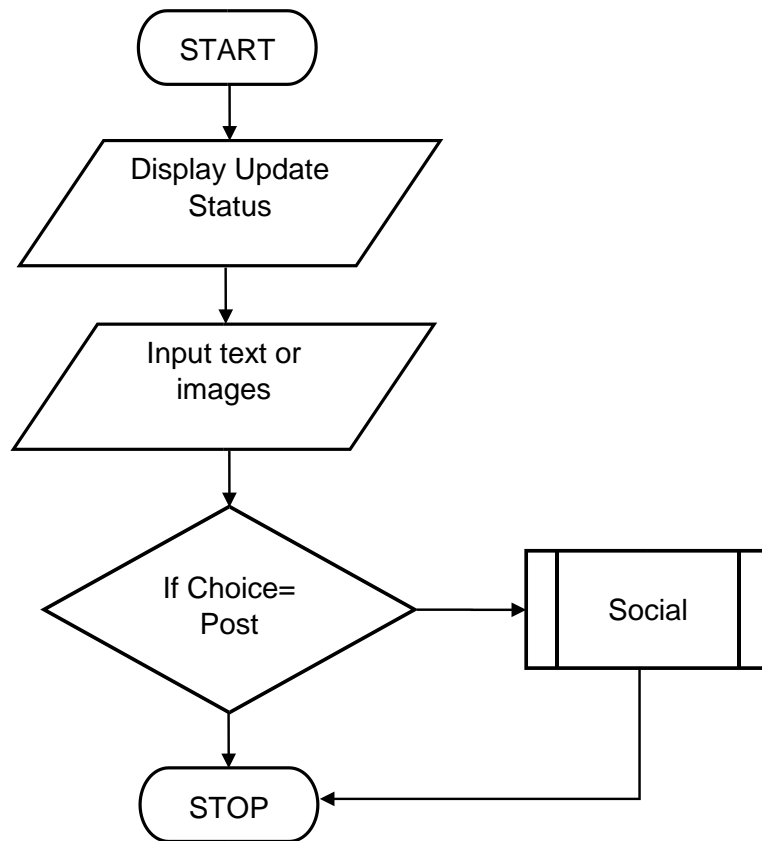 START
Display Update
Status
Input text or
images
If Choice=
Post
Social
STOP